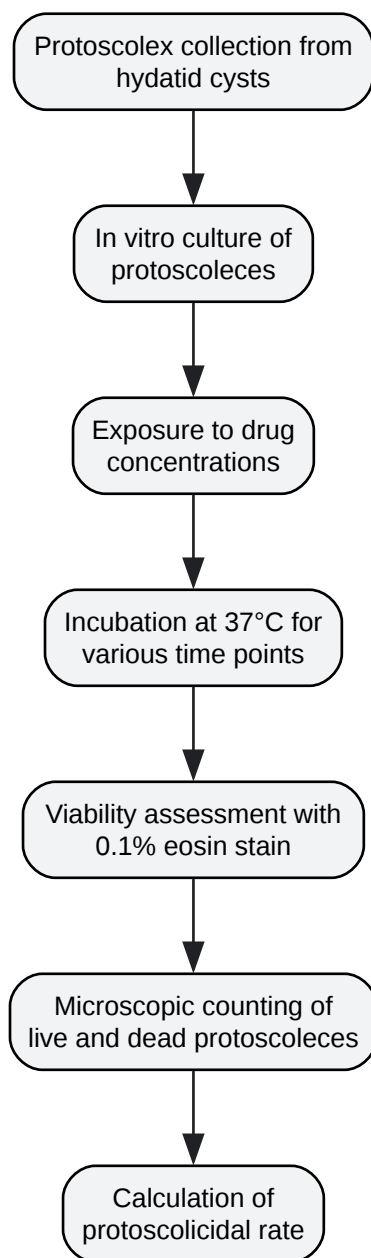 Protoscolex collection from
hydatid cysts
In vitro culture of
protoscoleces
Exposure to drug
concentrations
Incubation at 37°C for
various time points
Viability assessment with
0.1% eosin stain
Microscopic counting of
live and dead protoscoleces
Calculation of
protoscolicidal rate